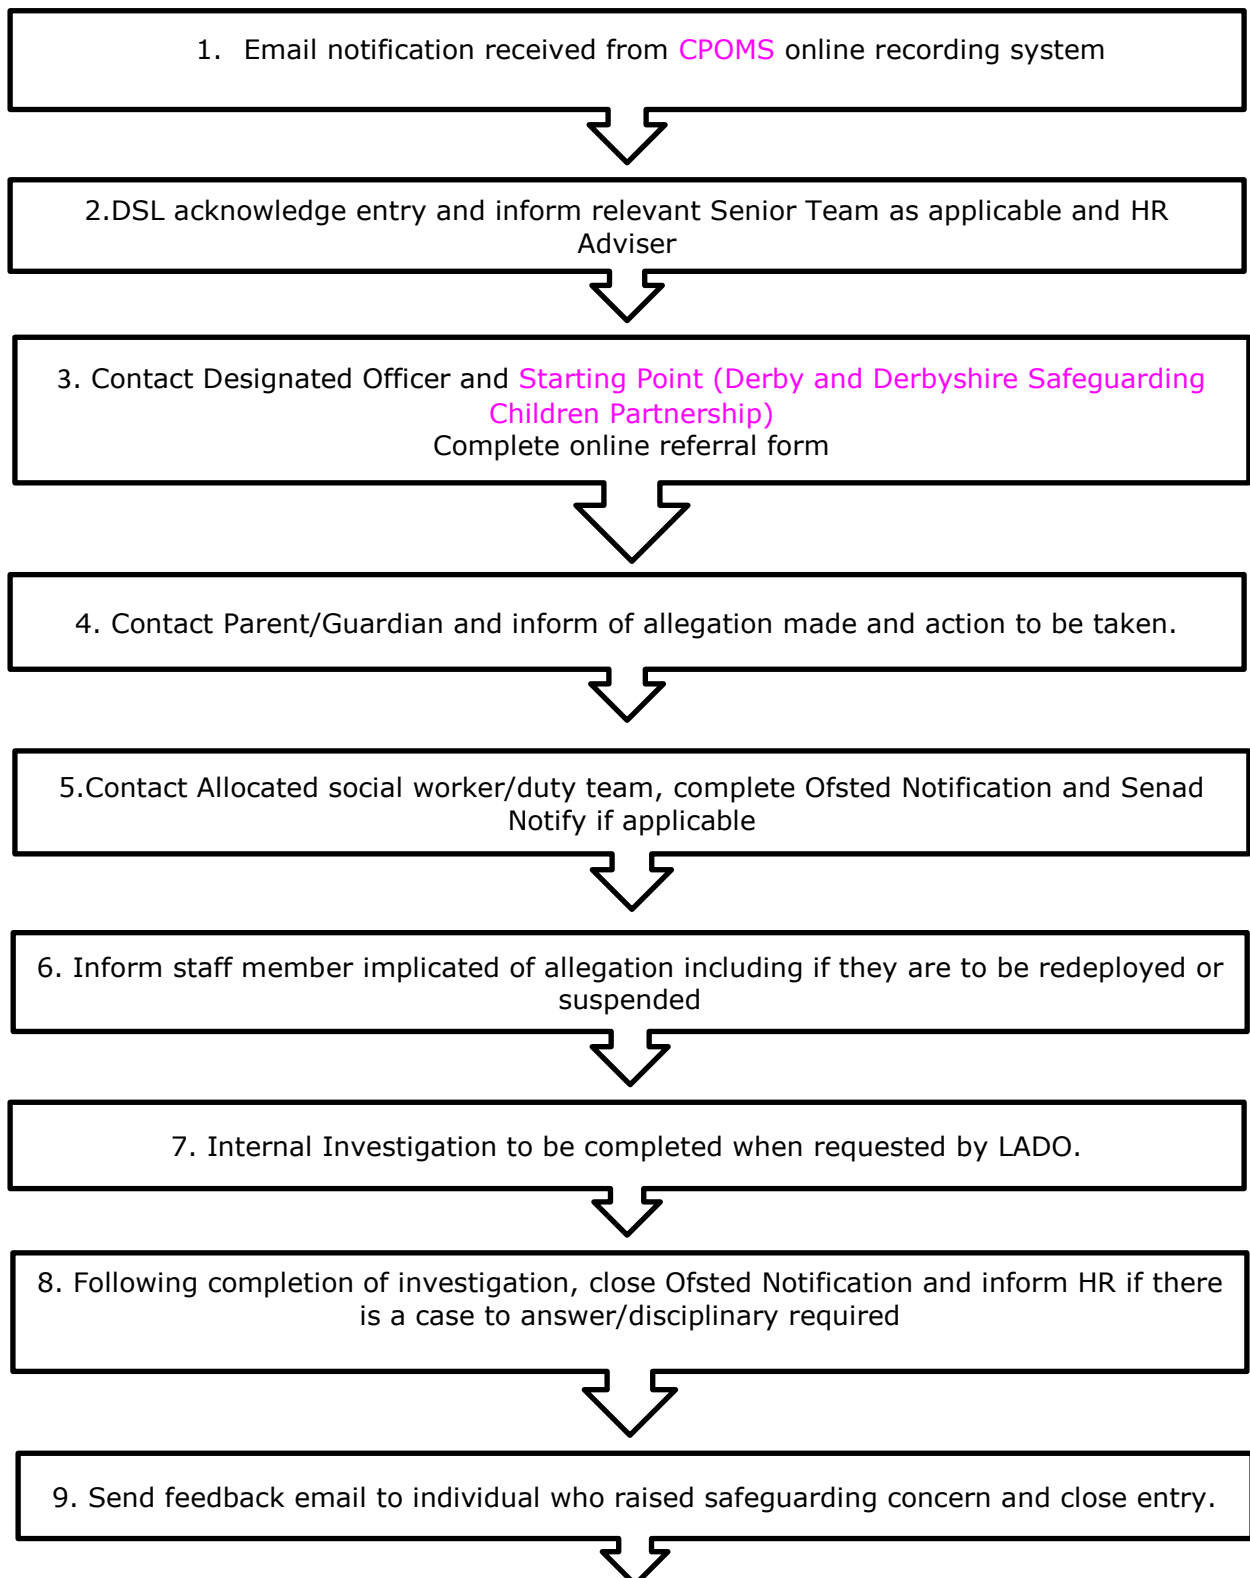 1. Email notification received from CPOMS online recording system
2.DSL acknowledge entry and inform relevant Senior Team as applicable and HR
Adviser
3. Contact Designated Officer and Starting Point (Derby and Derbyshire Safeguarding
Children Partnership)
Complete online referral form
4. Contact Parent/Guardian and inform of allegation made and action to be taken.
5.Contact Allocated social worker/duty team, complete Ofsted Notification and Senad
Notify if applicable
6. Inform staff member implicated of allegation including if they are to be redeployed or
suspended
7. Internal Investigation to be completed when requested by LADO.
8. Following completion of investigation, close Ofsted Notification and inform HR if there
is a case to answer/disciplinary required
9. Send feedback email to individual who raised safeguarding concern and close entry.